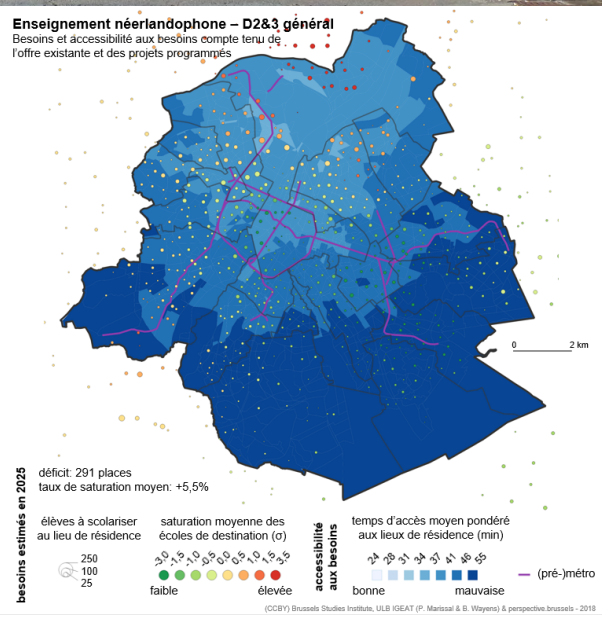 Enseignement néerlandophone – D2&3 général
Besoins et accessibilité aux besoins compte tenu de
l'offre existante et des projets programmés
0 2 km
besoins estimés en 2025
déficit: 291 places
taux de saturation moyen: +5,5%
élèves à scolariser
au lieu de résidence
250
100
25
saturation moyenne des
écoles de destination (σ)
-3,0 -1,5 -1,0 -0,5 0,0 0,5 1,0 1,5 3,5
faible élevée
accessibilité
aux besoins
temps d'accès moyen pondéré
aux lieux de résidence (min)
24 28 31 34 37 41 46 55
bonne mauvaise
(pré-)métro
(CCBY) Brussels Studies Institute, ULB IGEAT (P. Marissal & B. Wayens) & perspective.brussels - 2018